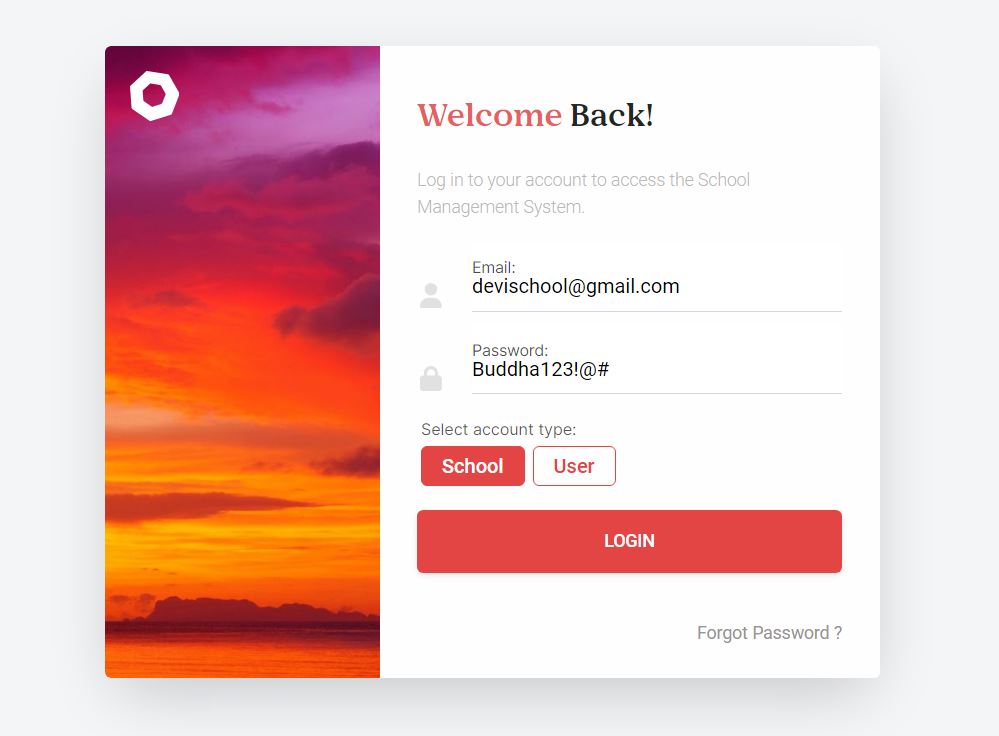 Welcome Back!
Log in to your account to access the School
Management System.
Email:
devischool@gmail.com
Password:
Buddha123!@#
Select account type:
School User
LOGIN
Forgot Password ?